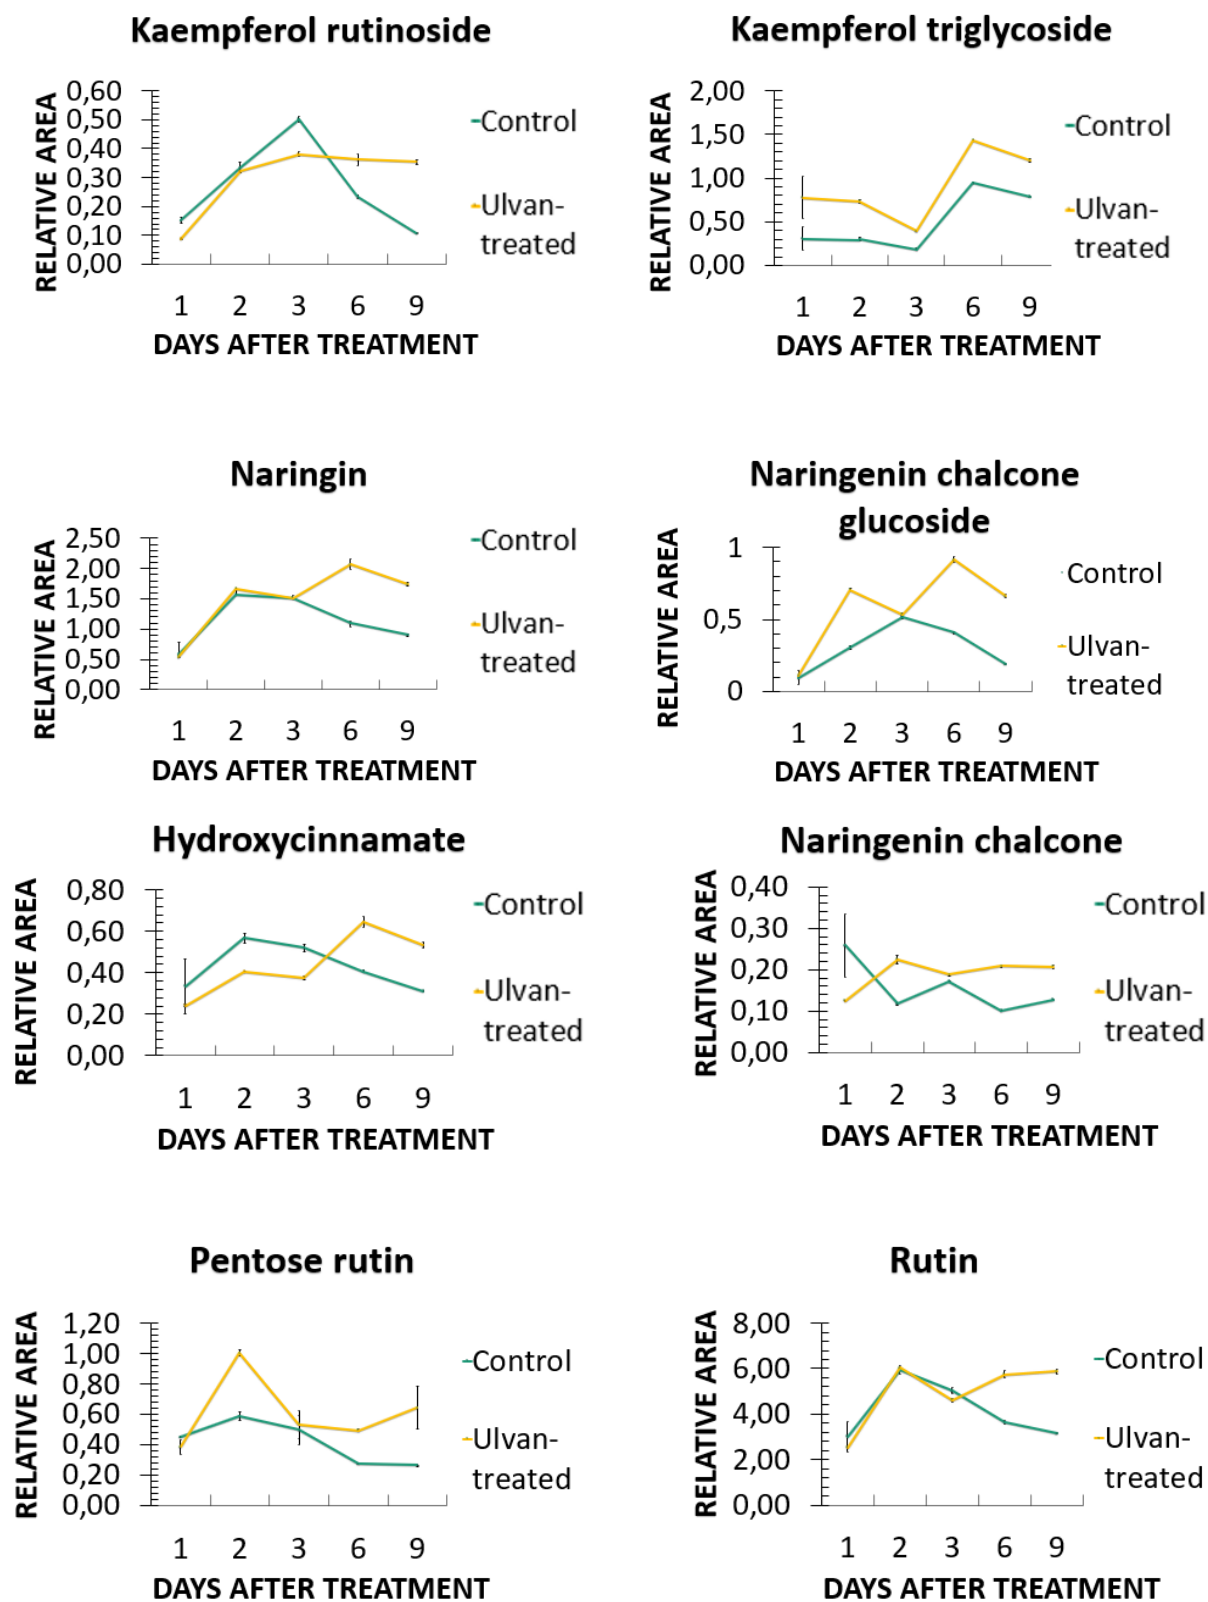 Kaempferol rutinoside
RELATIVE AREA
0,60
0,50
0,40
0,30
0,20
0,10
0,00
1 2 3 6 9
DAYS AFTER TREATMENT
Control
Ulvan-
treated
Kaempferol triglycoside
RELATIVE AREA
2,00
1,50
1,00
0,50
0,00
1 2 3 6 9
DAYS AFTER TREATMENT
Control
Ulvan-
treated
Naringin
RELATIVE AREA
2,50
2,00
1,50
1,00
0,50
0,00
1 2 3 6 9
DAYS AFTER TREATMENT
Control
Ulvan-
treated
Naringenin chalcone
glucoside
RELATIVE AREA
1
0,5
0
1 2 3 6 9
DAYS AFTER TREATMENT
Control
Ulvan-
treated
Hydroxycinnamate
RELATIVE AREA
0,80
0,60
0,40
0,20
0,00
1 2 3 6 9
DAYS AFTER TREATMENT
Control
Ulvan-
treated
Naringenin chalcone
RELATIVE AREA
0,40
0,30
0,20
0,10
0,00
1 2 3 6 9
DAYS AFTER TREATMENT
Control
Ulvan-
treated
Pentose rutin
RELATIVE AREA
1,20
1,00
0,80
0,60
0,40
0,20
0,00
1 2 3 6 9
DAYS AFTER TREATMENT
Control
Ulvan-
treated
Rutin
RELATIVE AREA
8,00
6,00
4,00
2,00
0,00
1 2 3 6 9
DAYS AFTER TREATMENT
Control
Ulvan-
treated